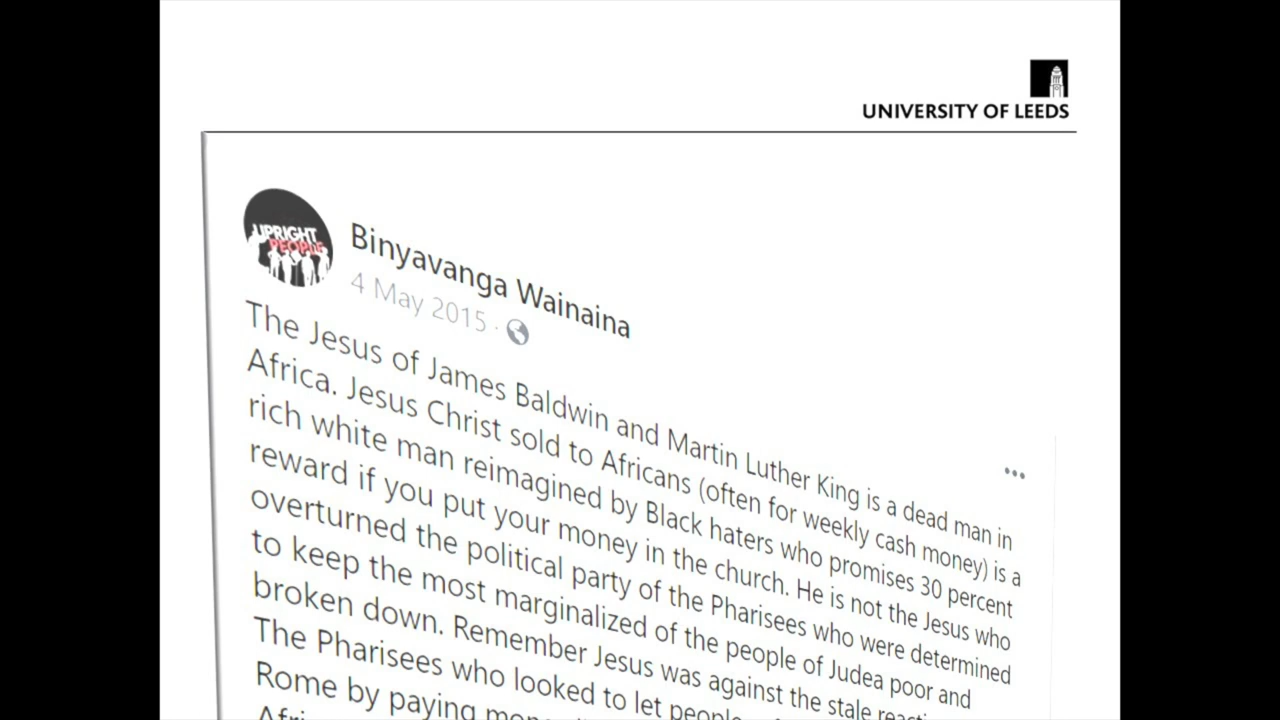 UNIVERSITY OF LEEDS
UPRIGHT
PEOPLE
Binyavanga Wainaina
4 May 2015 ·
The Jesus of James Baldwin and Martin Luther King is a dead man in
Africa. Jesus Christ sold to Africans (often for weekly cash money) is a
rich white man reimagined by Black haters who promises 30 percent
reward if you put your money in the church. He is not the Jesus who
overturned the political party of the Pharisees who were determined
to keep the most marginalized of the people of Judea poor and
broken down. Remember Jesus was against the stale
The Pharisees who looked to let
Rome by paying